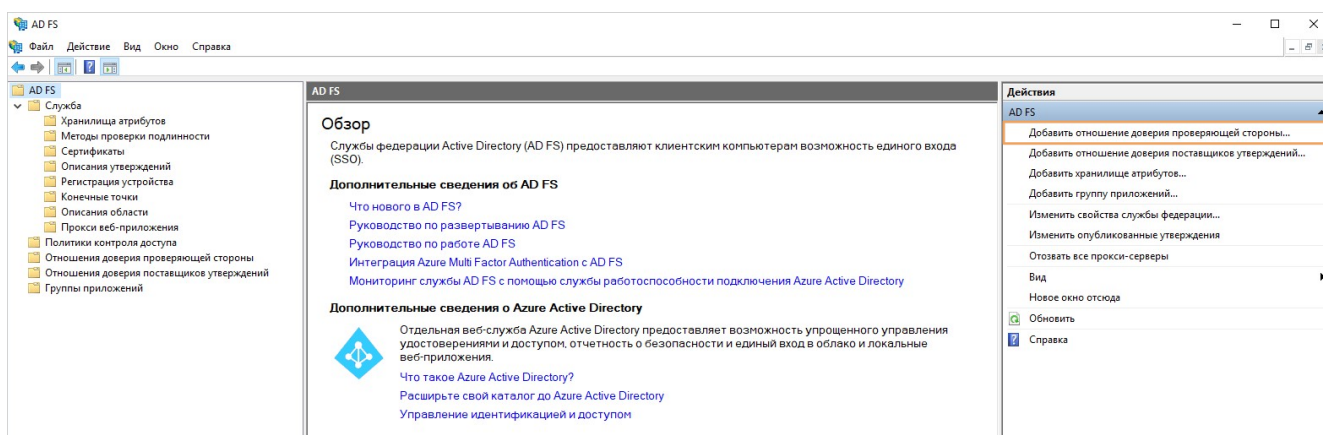 AD FS
Файл Действие Вид Окно Справка
AD FS
Служба
Хранилища атрибутов
Методы проверки подлинности
Сертификаты
Описания утверждений
Регистрация устройства
Конечные точки
Описания области
Прокси веб-приложения
Политики контроля доступа
Отношения доверия проверяющей стороны
Отношения доверия поставщиков утверждений
Группы приложений
AD FS
Обзор
Службы федерации Active Directory (AD FS) предоставляют клиентским компьютерам возможность единого входа
(SSO).
Дополнительные сведения об AD FS
Что нового в AD FS?
Руководство по развертыванию AD FS
Руководство по работе AD FS
Интеграция Azure Multi Factor Authentication с AD FS
Мониторинг службы AD FS с помощью службы работоспособности подключения Azure Active Directory
Дополнительные сведения о Azure Active Directory
Отдельная веб-служба Azure Active Directory предоставляет возможность упрощенного управления
удостоверениями и доступом, отчетность о безопасности и единый вход в облако и локальные
веб-приложения.
Что такое Azure Active Directory?
Расширьте свой каталог до Azure Active Directory
Управление идентификацией и доступом
Действия
AD FS
Добавить отношение доверия проверяющей стороны...
Добавить отношение доверия поставщиков утверждений...
Добавить хранилище атрибутов...
Добавить группу приложений...
Изменить свойства службы федерации...
Изменить опубликованные утверждения
Отозвать все прокси-серверы
Вид
Новое окно отсюда
Обновить
Справка